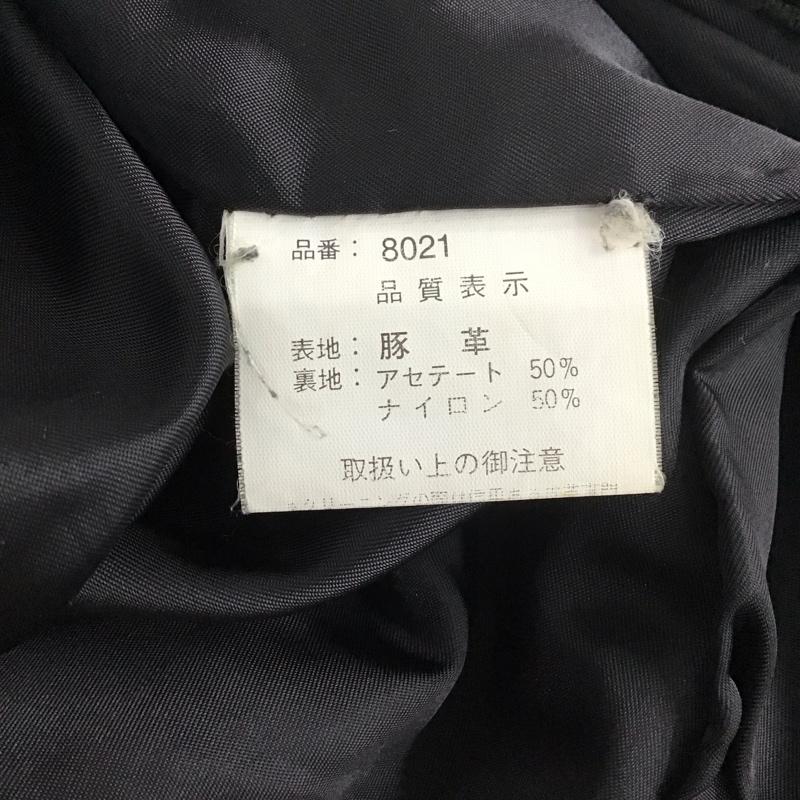 品番： 8021
品質表示
表地： 豚 革
裏地： アセテート 50%
ナイロン 50%
取扱い上の御注意